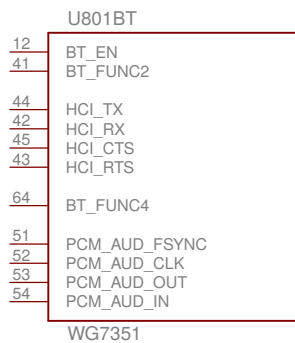 U801BT
12 BT_EN
41 BT_FUNC2
44 HCI_TX
42 HCI_RX
45 HCI_CTS
43 HCI_RTS
64 BT_FUNC4
51 PCM_AUD_FSYNC
52 PCM_AUD_CLK
53 PCM_AUD_OUT
54 PCM_AUD_IN
WG7351